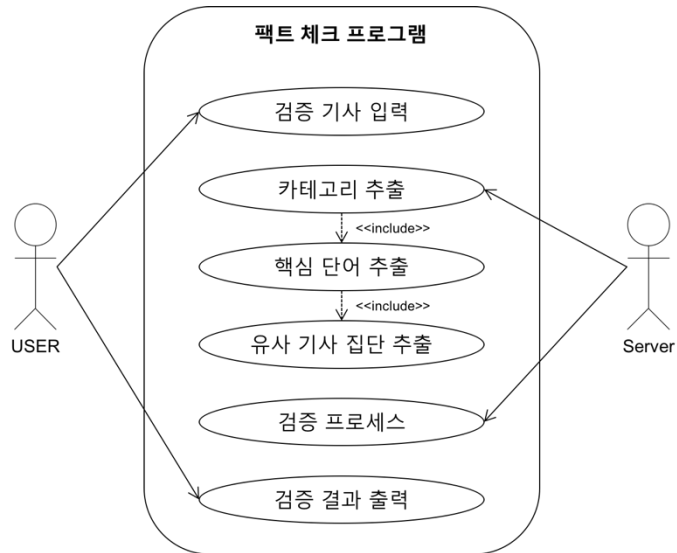 팩트 체크 프로그램
검증 기사 입력
카테고리 추출
<<include>>
핵심 단어 추출
<<include>>
유사 기사 집단 추출
검증 프로세스
검증 결과 출력
USER
Server